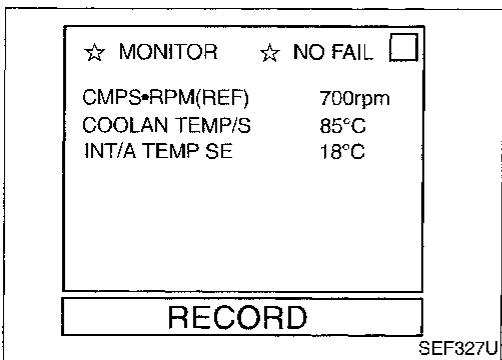 ☆ MONITOR ☆ NO FAIL
CMPS•RPM(REF) 700rpm
COOLAN TEMP/S 85°C
INT/A TEMP SE 18°C
RECORD
SEF327U